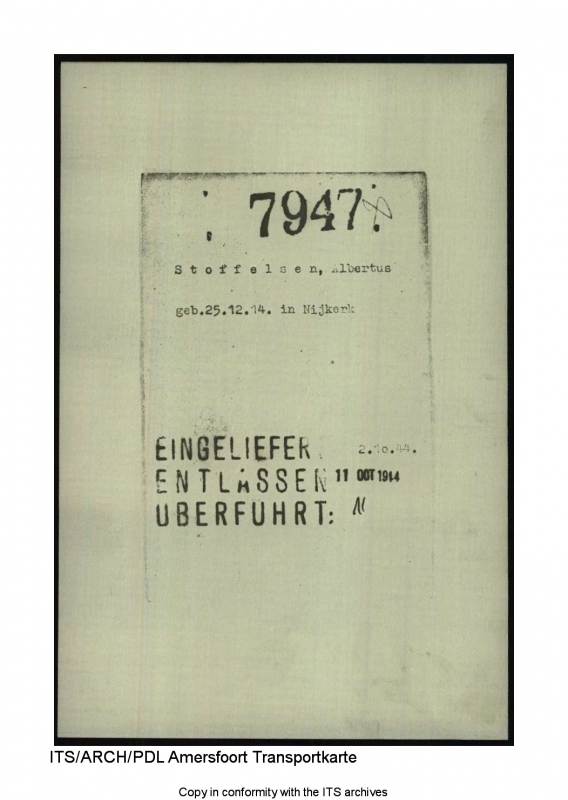 7947.
Stoffelsen, Albertus
geb.25.12.14. in Nijkerk
EINGELIEFER 2.10.44.
ENTLASSEN 11 OCT 1944
UBERFUHRT: N
ITS/ARCH/PDL Amersfoort Transportkarte
Copy in conformity with the ITS archives